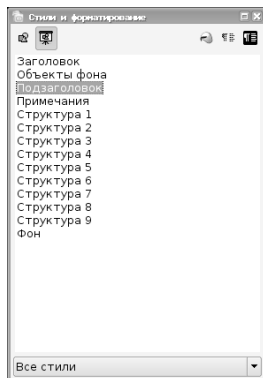 Стили и форматирование
Заголовок
Объекты фона
Подзаголовок
Примечания
Структура 1
Структура 2
Структура 3
Структура 4
Структура 5
Структура 6
Структура 7
Структура 8
Структура 9
Фон
Все стили